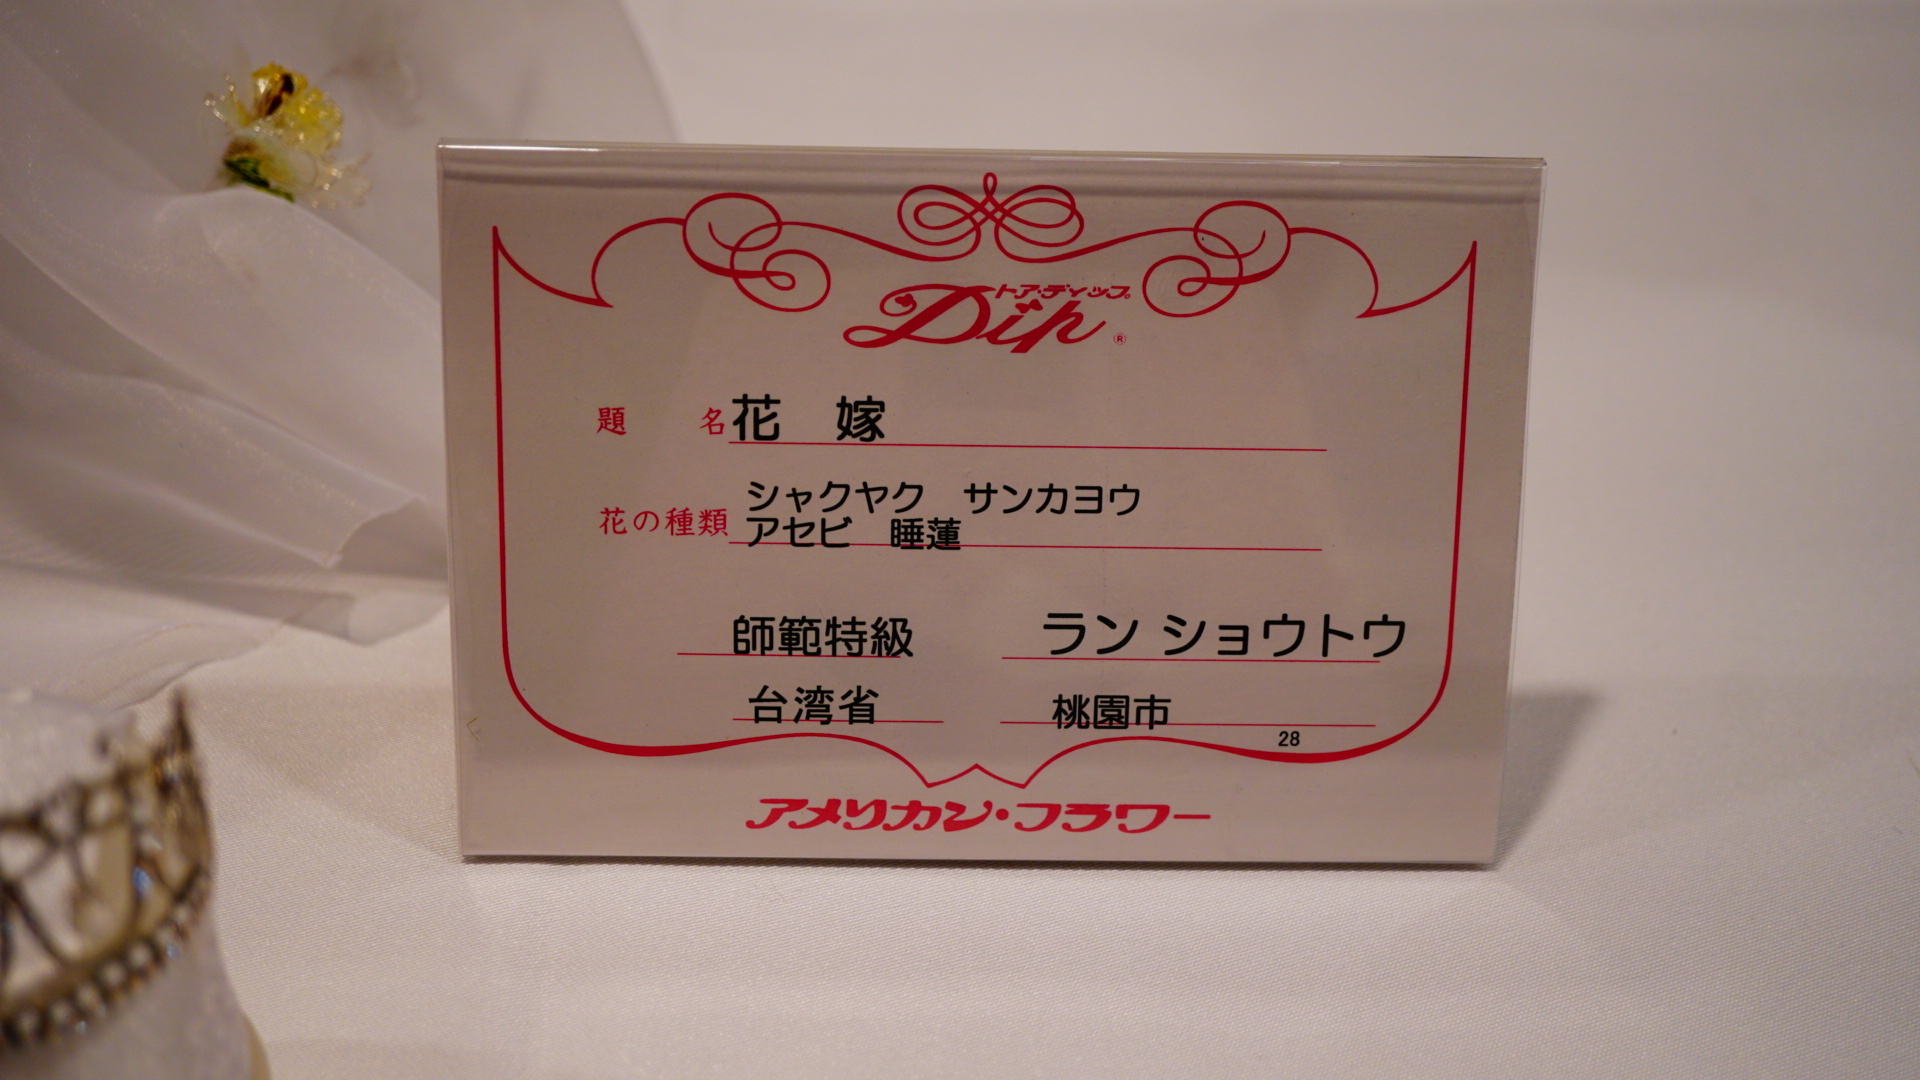 トア・ディップ
Dip ®
題 名 花 嫁
シャクヤク サンカヨウ
花の種類 アセビ 睡蓮
師範特級 ラン ショウトウ
台湾省 桃園市
28
アメリカン・フラワー